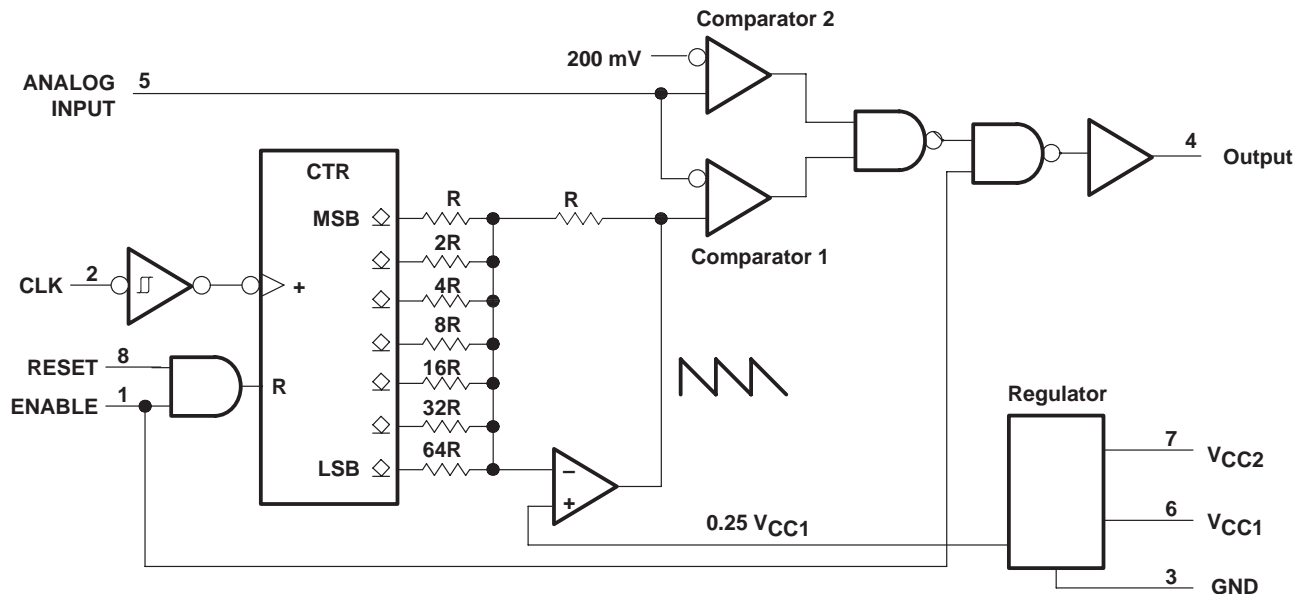 Comparator 2
200 mV
ANALOG
INPUT
5
4
Output
CTR
MSB
R
R
2R
Comparator 1
CLK
2
+
4R
8R
RESET
8
ENABLE
1
R
16R
32R
LSB
64R
−
+
0.25 VCC1
Regulator
7
VCC2
6
VCC1
3
GND